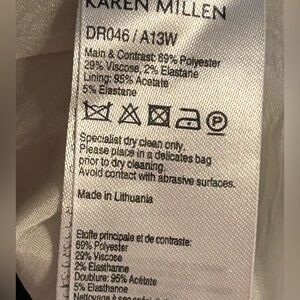 KAREN MILLEN
DR046 / A13W
Main & Contrast: 69% Polyester
29% Viscose, 2% Elastane
Lining: 95% Acetate
5% Elastane
P
Specialist dry clean only.
Please place in a delicates bag
prior to dry cleaning.
Avoid contact with abrasive surfaces.
Made in Lithuania
Etoffe principale et de contraste:
69% Polyester
29% Viscose
2% Elasthanne
Doublure: 95% Acétate
5% Elasthanne
Nettoyage à sec